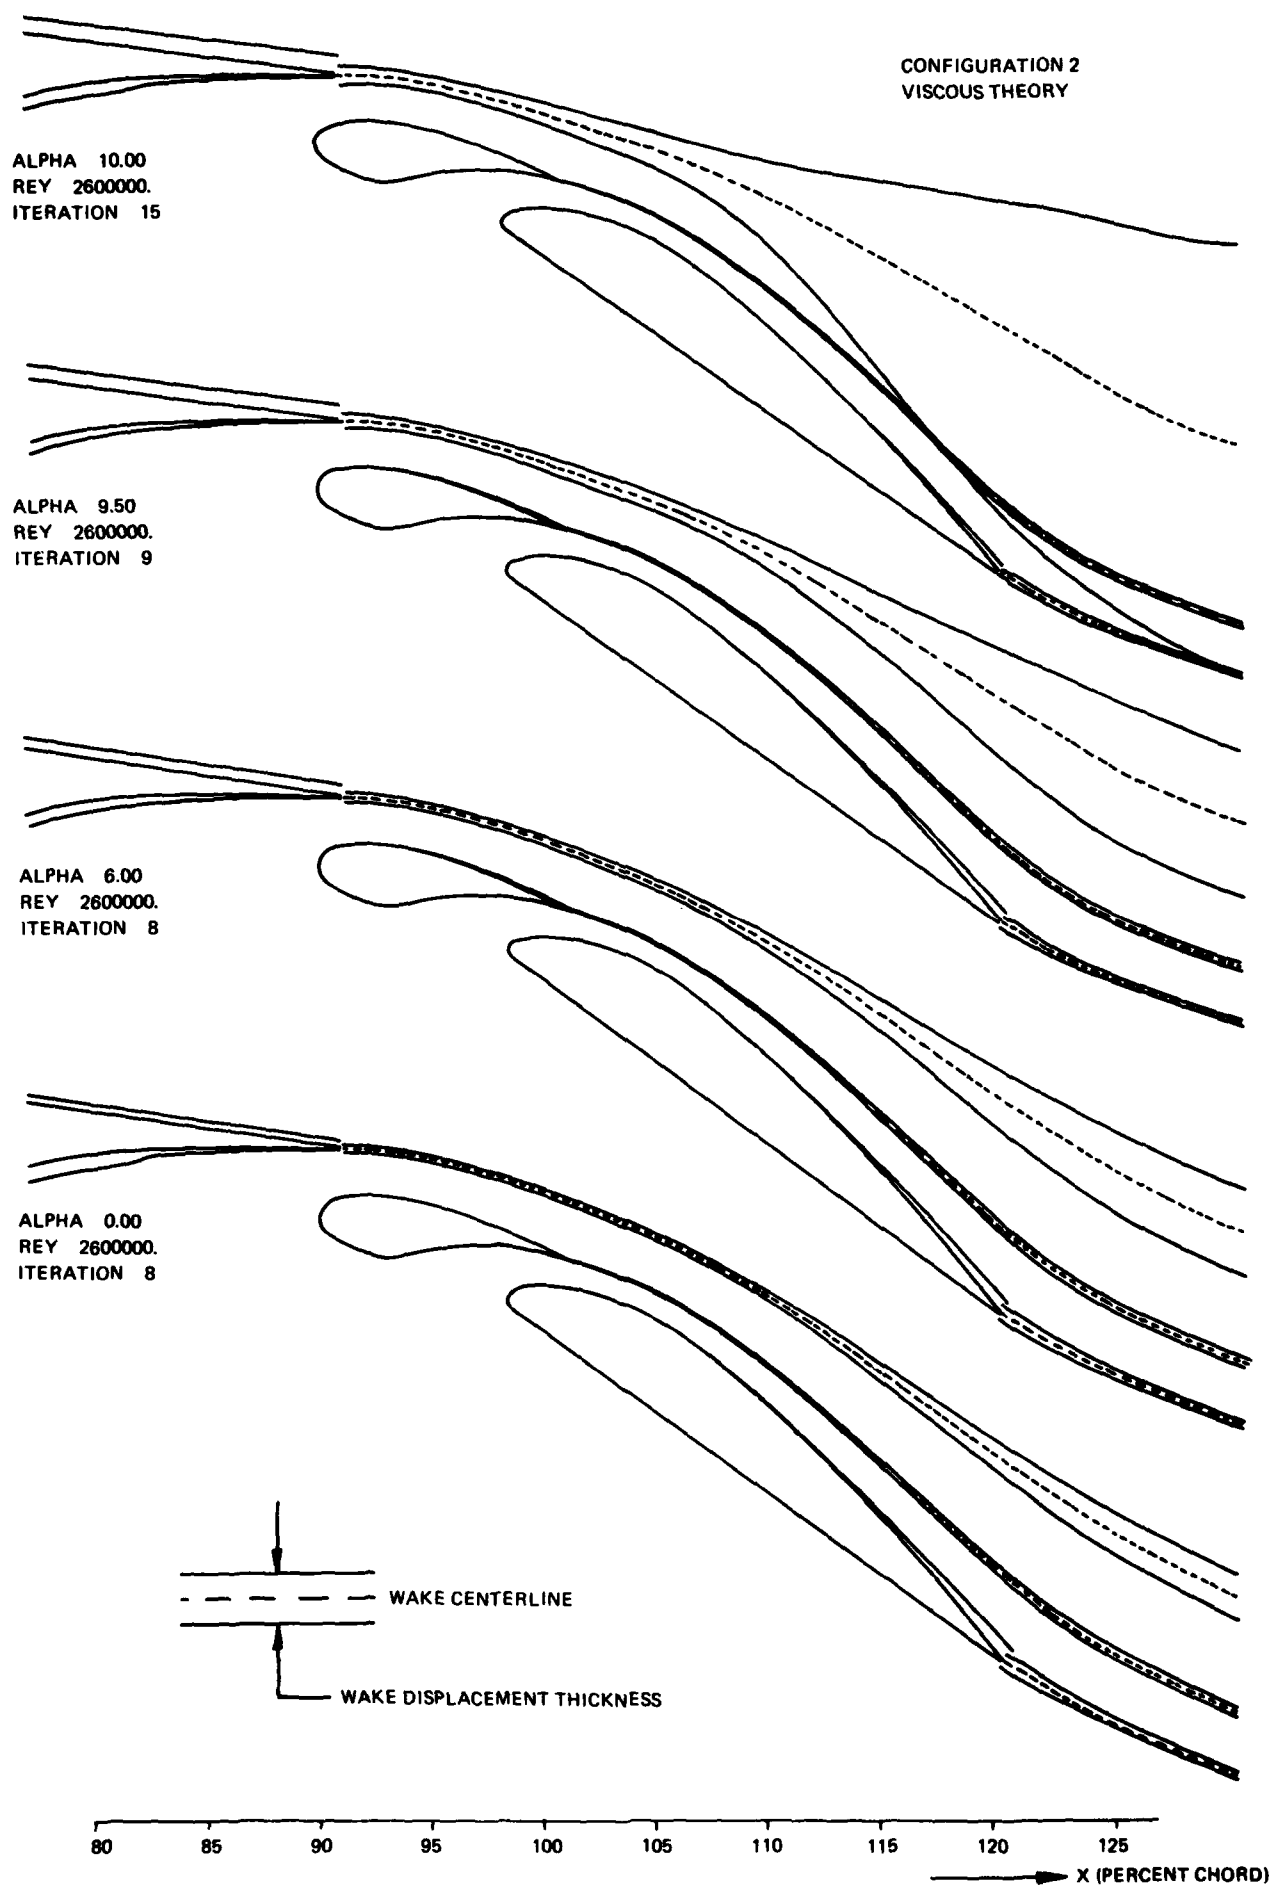 CONFIGURATION 2
VISCOUS THEORY
ALPHA 10.00
REY 2600000.
ITERATION 15
ALPHA 9.50
REY 2600000.
ITERATION 9
ALPHA 6.00
REY 2600000.
ITERATION 8
ALPHA 0.00
REY 2600000.
ITERATION 8
WAKE CENTERLINE
WAKE DISPLACEMENT THICKNESS
80 85 90 95 100 105 110 115 120 125
X (PERCENT CHORD)